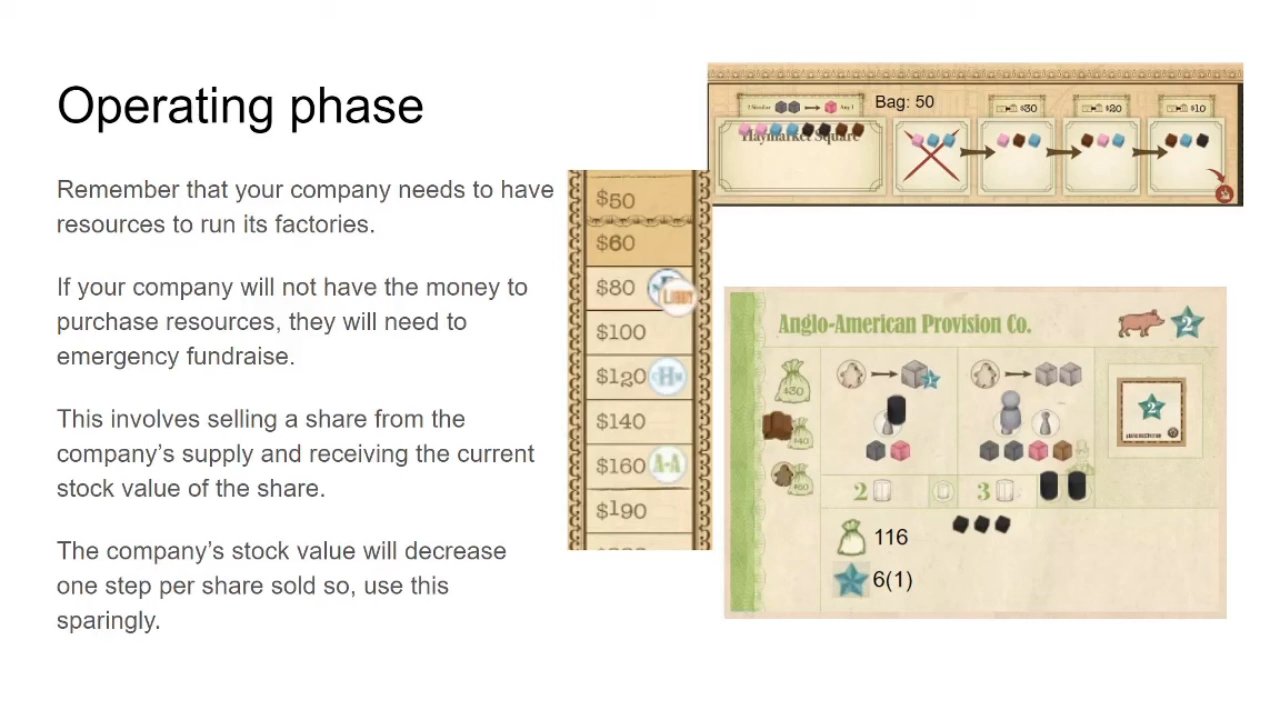 Operating phase
Remember that your company needs to have
resources to run its factories.
If your company will not have the money to
purchase resources, they will need to
emergency fundraise.
This involves selling a share from the
company's supply and receiving the current
stock value of the share.
The company's stock value will decrease
one step per share sold so, use this
sparingly.
Bag: 50
$30
$20
$10
Haymarket Square
$50
$60
$80
LIBBY
$100
$120
$140
$160
A-A
$190
Anglo-American Provision Co.
2
$30
$40
$60
2
2
3
116
6(1)